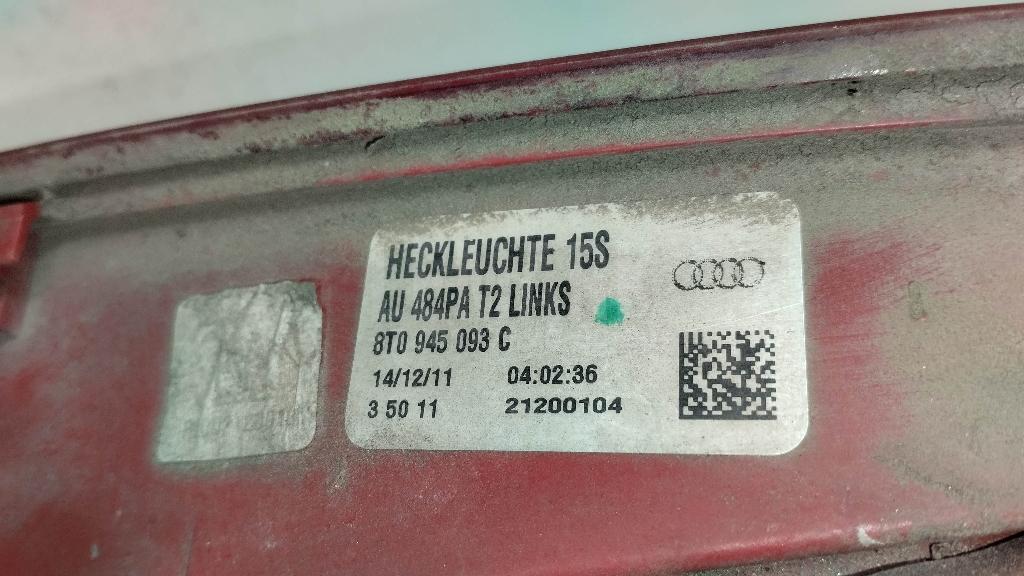 HECKLEUCHTE 15S
AU 484PA T2 LINKS
8T0 945 093 C
14/12/11 04:02:36
3 50 11 21200104